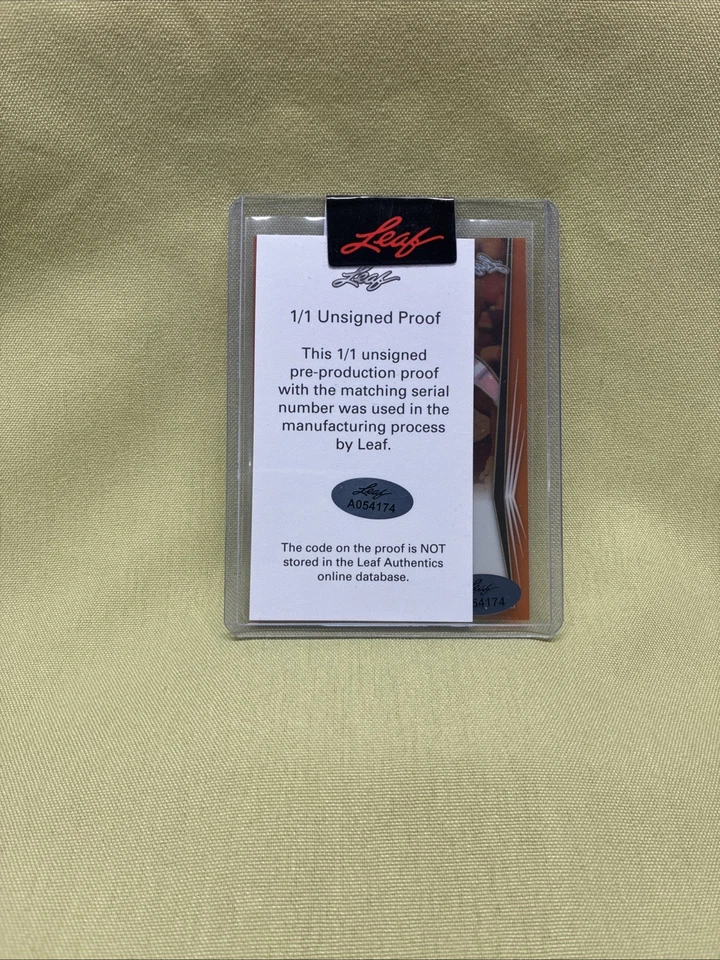 Leaf
Leaf
1/1 Unsigned Proof
This 1/1 unsigned
pre-production proof
with the matching serial
number was used in the
manufacturing process
by Leaf.
Leaf
A054174
The code on the proof is NOT
stored in the Leaf Authentics
online database.
54174